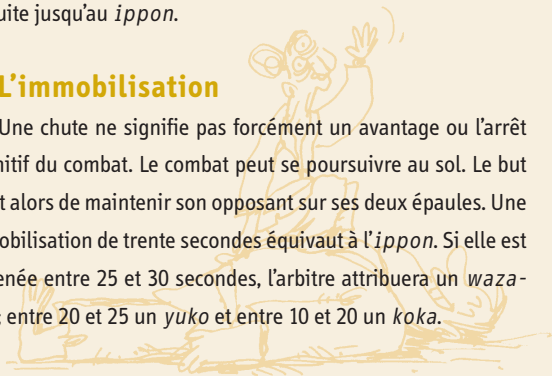 uite jusqu'au ippon.
L'immobilisation
Une chute ne signifie pas forcément un avantage ou l'arrêt
nitif du combat. Le combat peut se poursuivre au sol. Le but
t alors de maintenir son opposant sur ses deux épaules. Une
obilisation de trente secondes équivaut à l'ippon. Si elle est
enée entre 25 et 30 secondes, l'arbitre attribuera un waza-
; entre 20 et 25 un yuko et entre 10 et 20 un koka.